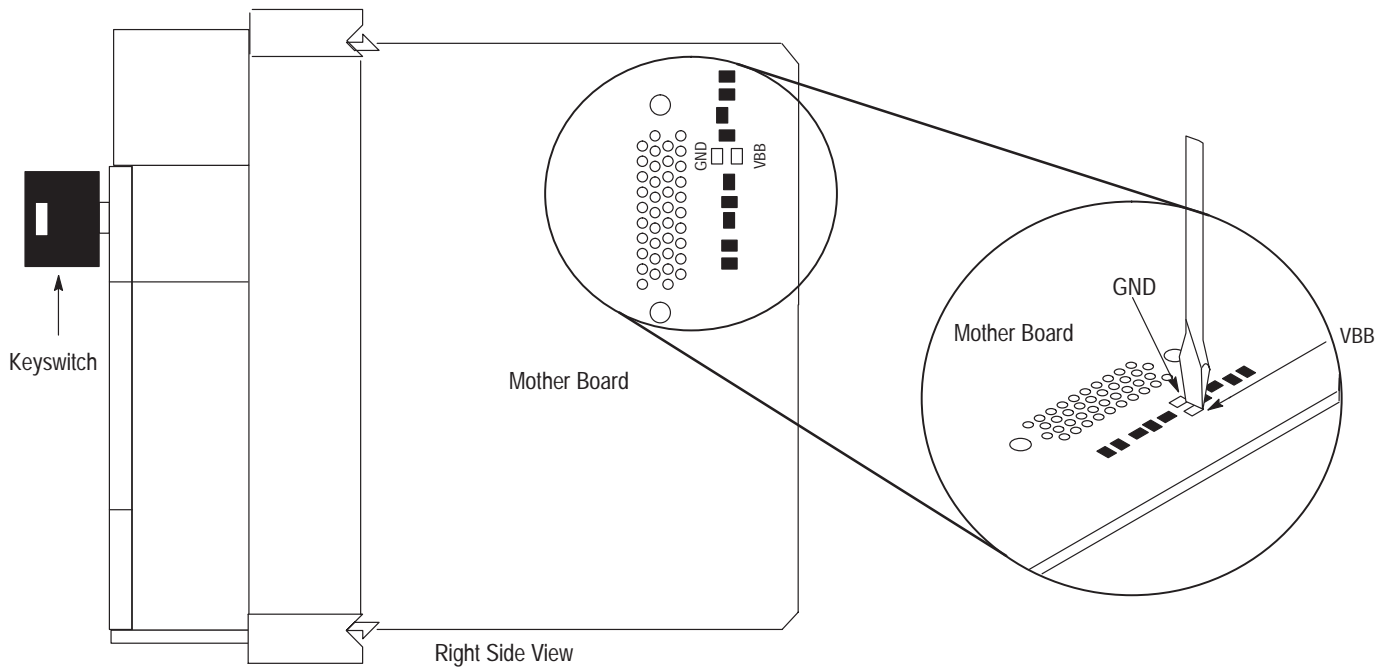 GND
VBB
GND
Mother Board
VBB
Keyswitch
Mother Board
Right Side View